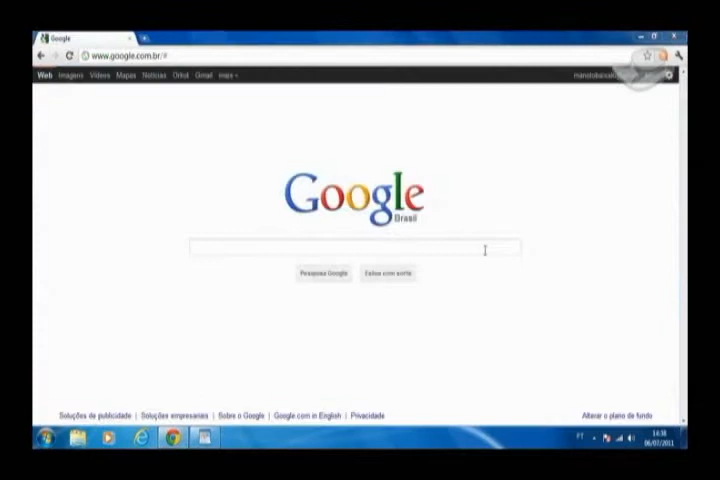 Google
www.google.com.br/#
Web Imagens Vídeos Mapas Notícias Orkut Gmail mais
Google
Brasil
Pesquisa Google Estou com sorte
Soluções de publicidade | Soluções empresariais | Sobre o Google | Google.com in English | Privacidade
Alterar o plano de fundo
PT
14:38
06/07/2011